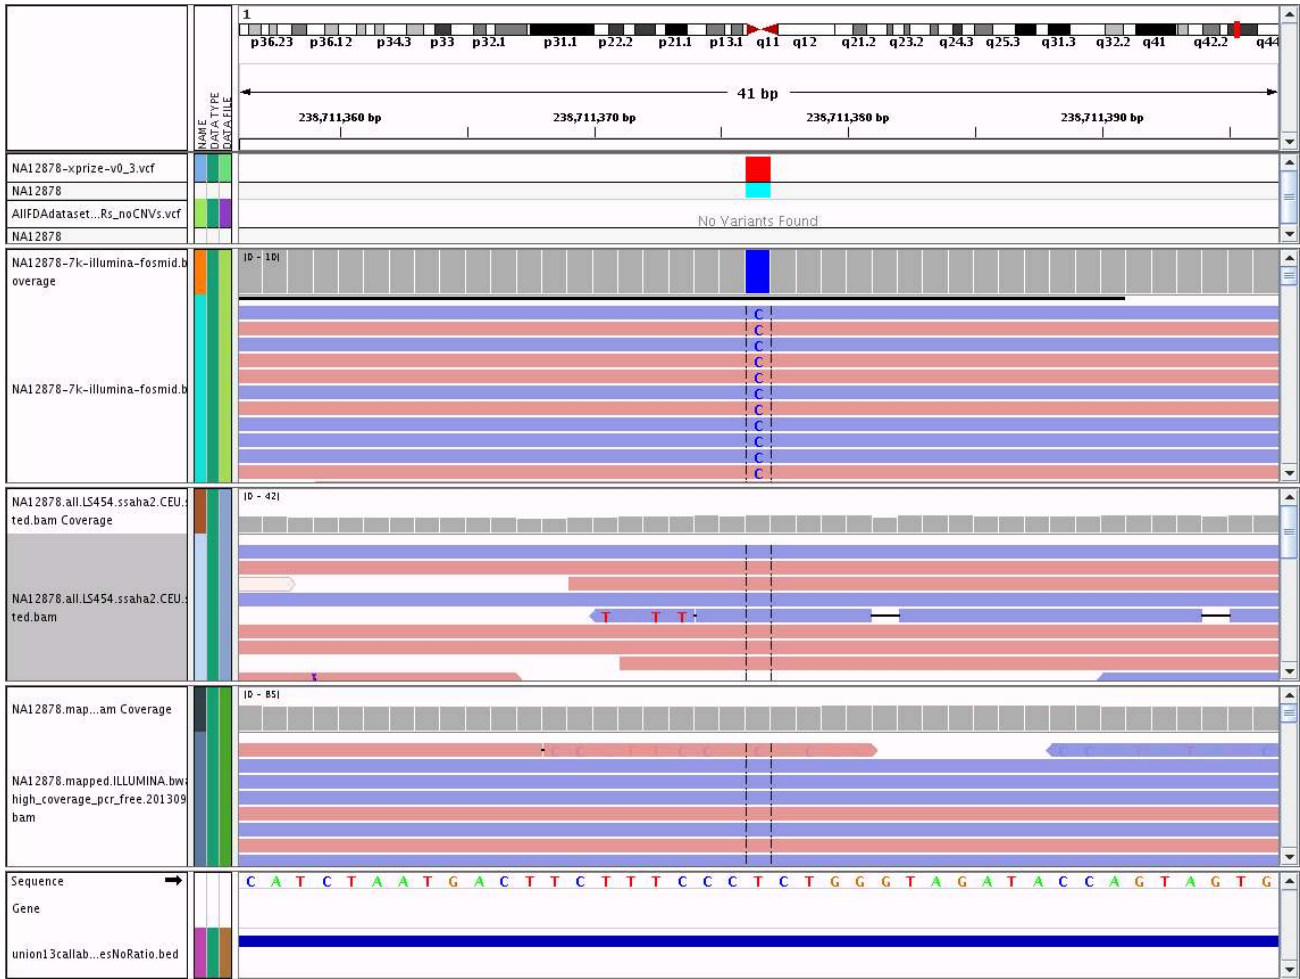 1
p36.23 p36.12 p34.3 p33 p32.1 p31.1 p22.2 p21.1 p13.1 q11 q12 q21.2 q23.2 q24.3 q25.3 q31.3 q32.2 q41 q42.2 q44
41 bp
238,711,360 bp 238,711,370 bp 238,711,380 bp 238,711,390 bp
NAME
DATA TYPE
DATA FILE
NA12878-xprize-v0_3.vcf
NA12878
AllFDAdataset...Rs_noCNVs.vcf
No Variants Found
NA12878
NA12878-7k-illumina-fosmid.b
overage
C
C
C
C
C
NA12878-7k-illumina-fosmid.b
C
C
C
C
C
C
NA12878.all.LS454.ssaha2.CEU.s
ted.bam Coverage
[0 - 42]
NA12878.all.LS454.ssaha2.CEU.s
ted.bam
T T T
NA12878.map...am Coverage
[0 - 85]
NA12878.mapped.ILLUMINA.bwa
high_coverage_pcr_free.201309
bam
Sequence
C A T C T A A T G A C T T C T T T C C C T C T G G G T A G A T A C C A G T A G T G
Gene
union13callab...esNoRatio.bed